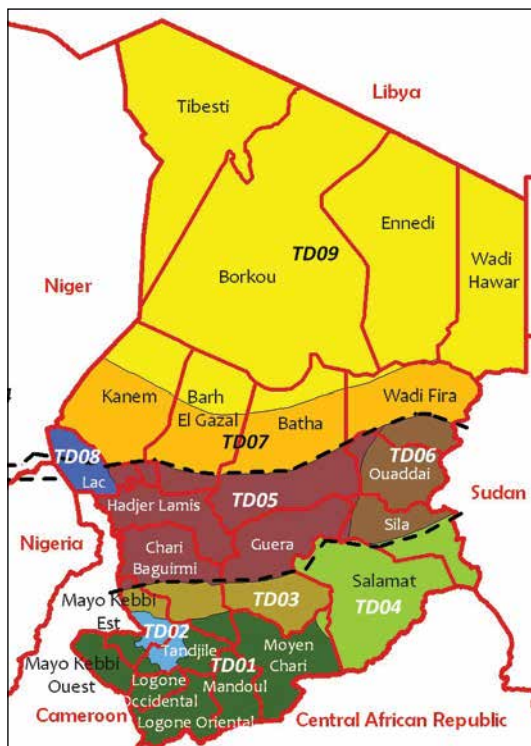 Libya
Tibesti
Ennedi
Wadi
Hawar
TD09
Borkou
Niger
Kanem
Barh
El Gazal
Wadi Fira
Batha
TD07
TD08
Lac
TD06
Ouaddai
TD05
Hadjer Lamis
Sudan
Nigeria
Sila
Chari
Baguirmi
Guera
Salamat
TD04
Mayo Kebbi
Est
TD03
TD02
Tandjile
Moyen
Chari
TD01
Mayo Kebbi
Ouest
Logone
Occidental
Mandoul
Cameroon
Logone Oriental
Central African Republic